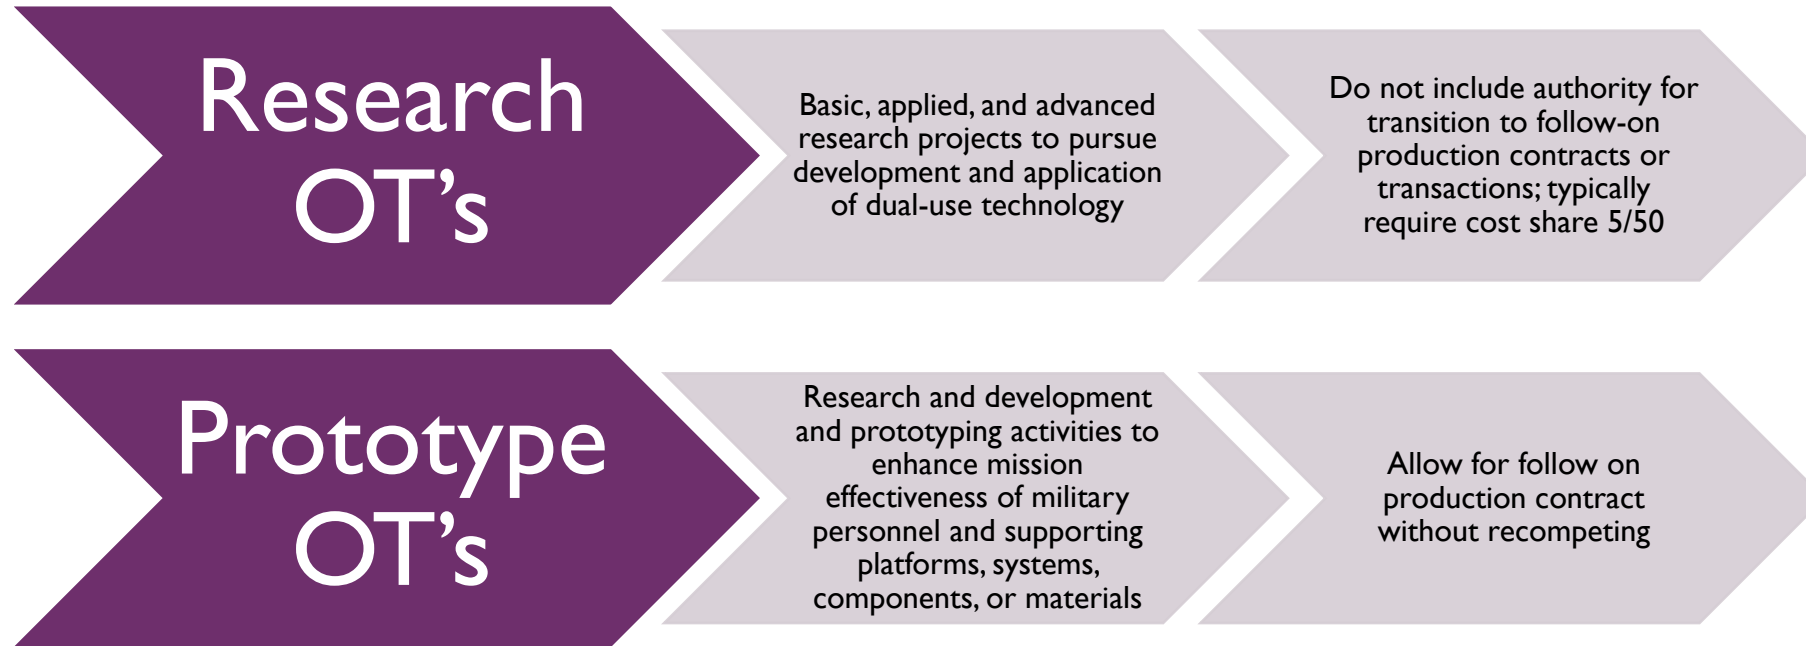 Research
OT's
Basic, applied, and advanced
research projects to pursue
development and application
of dual-use technology
Do not include authority for
transition to follow-on
production contracts or
transactions; typically
require cost share 5/50
Prototype
OT's
Research and development
and prototyping activities to
enhance mission
effectiveness of military
personnel and supporting
platforms, systems,
components, or materials
Allow for follow on
production contract
without recompeting